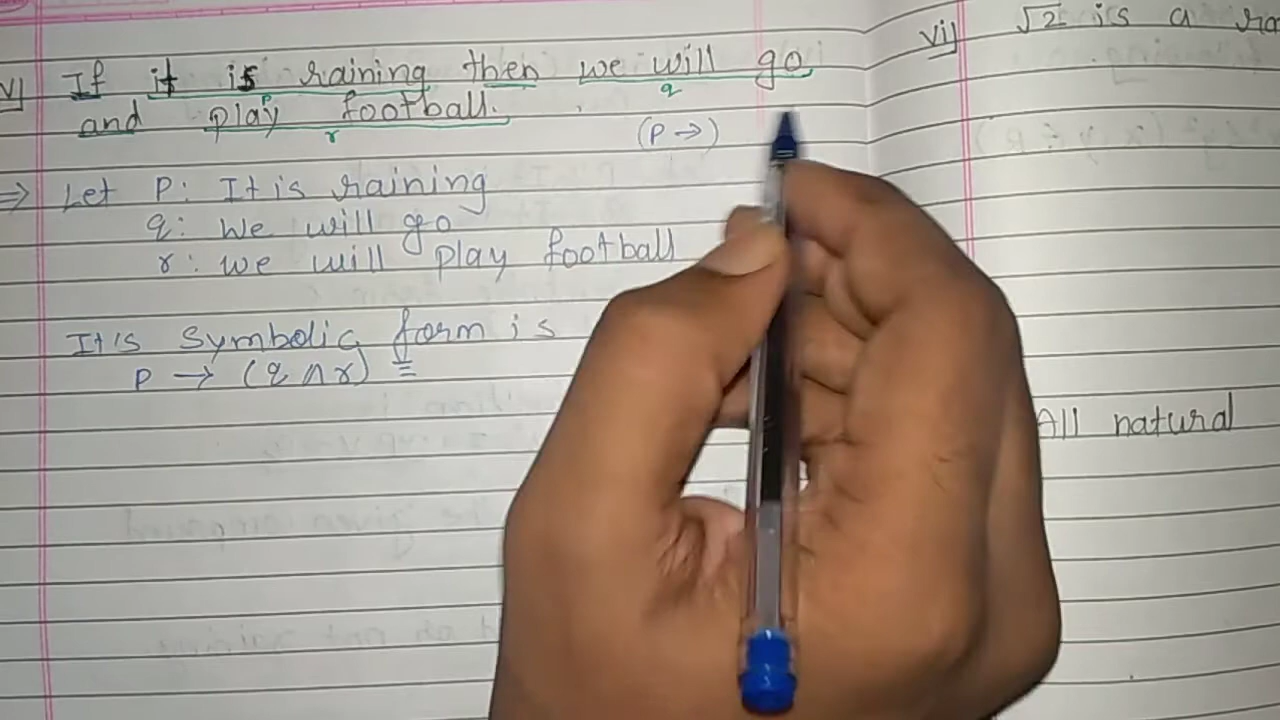 v) If it is raining then we will go
p q
and play football.
r
(p →)
⇒ Let P: It is raining
q: We will go
r: we will play football
It's Symbolic form is
p → (q ∧ r) =
vi) √2 is a
All natural